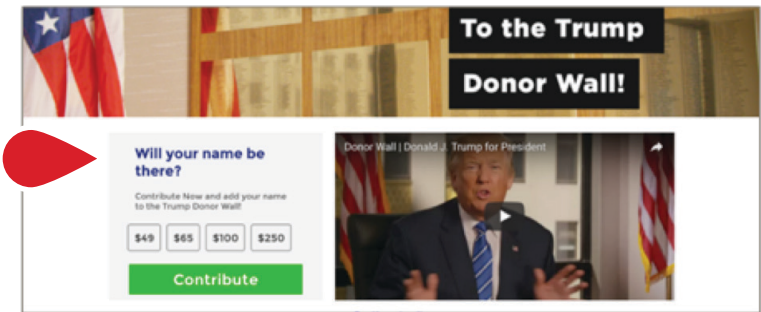 To the Trump
Donor Wall!
Will your name be
there?
Contribute Now and add your name
to the Trump Donor Wall!
$49 $65 $100 $250
Contribute
Donor Wall | Donald J. Trump for President